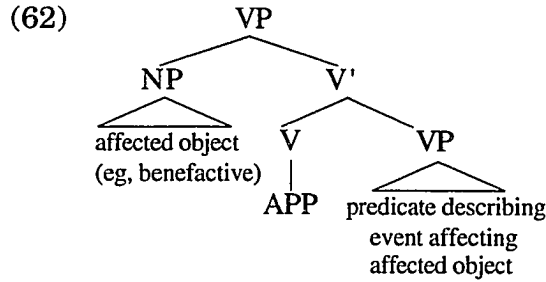 (62) VP
NP V'
affected object
(eg, benefactive)
V VP
APP
predicate describing
event affecting
affected object